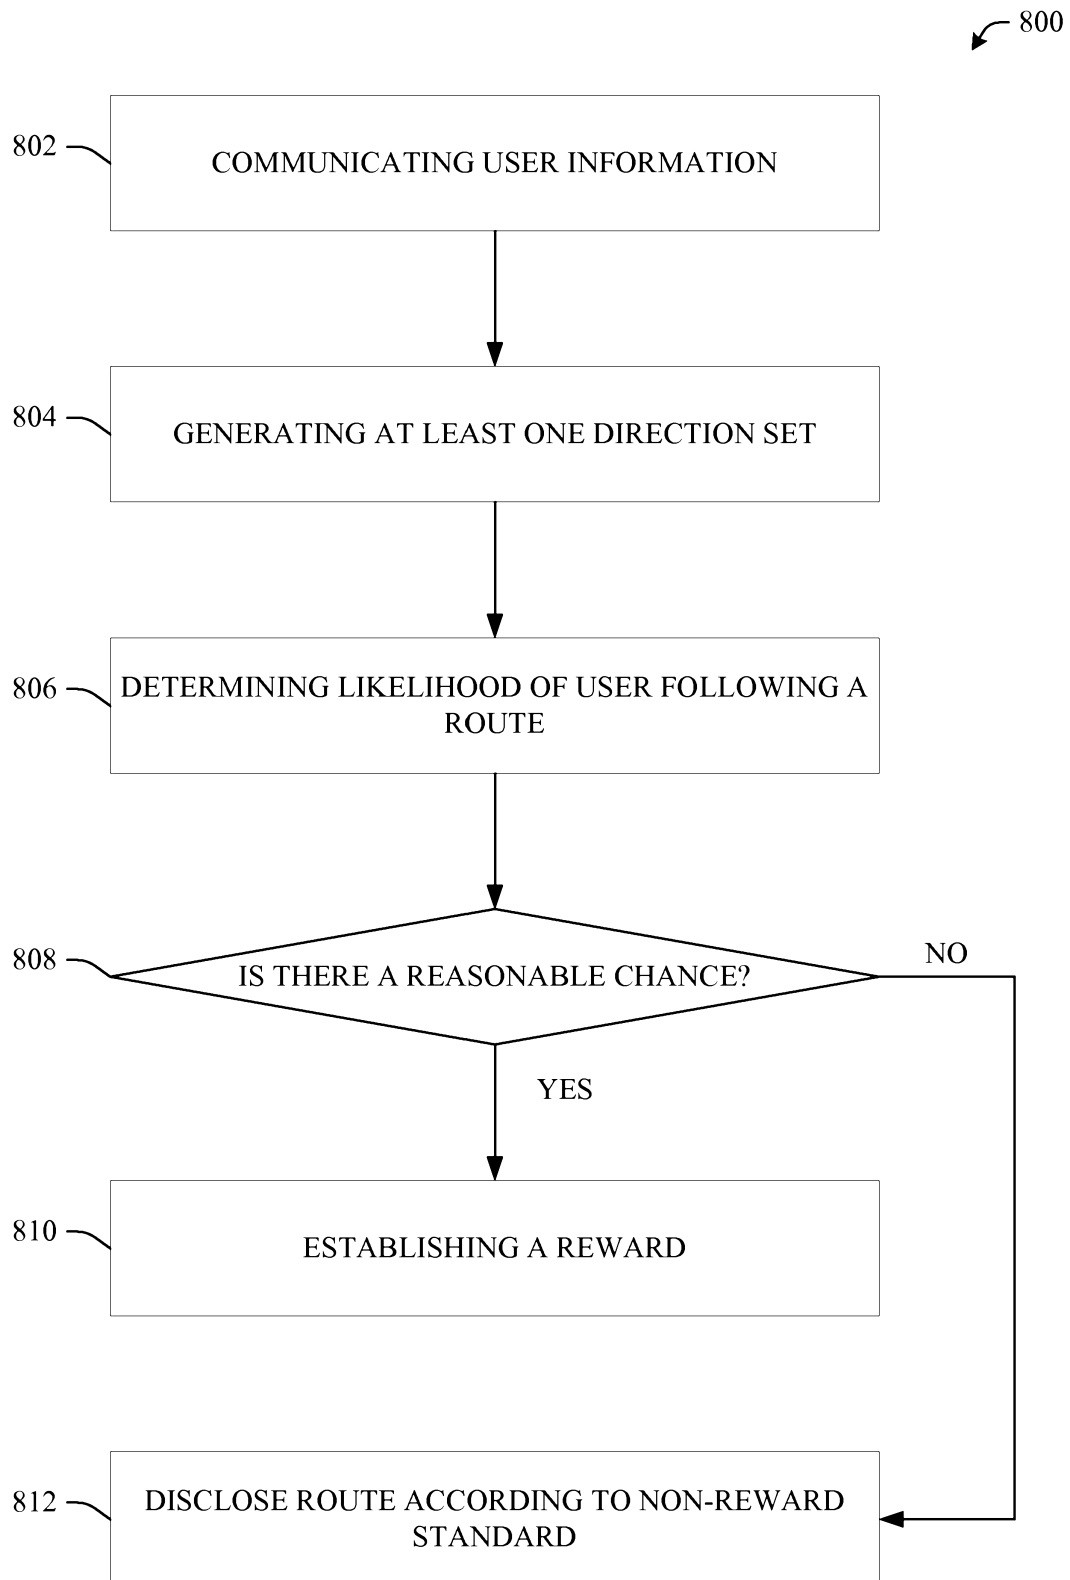 800
802
COMMUNICATING USER INFORMATION
804
GENERATING AT LEAST ONE DIRECTION SET
806
DETERMINING LIKELIHOOD OF USER FOLLOWING A
ROUTE
808
IS THERE A REASONABLE CHANCE?
NO
YES
810
ESTABLISHING A REWARD
812
DISCLOSE ROUTE ACCORDING TO NON-REWARD
STANDARD